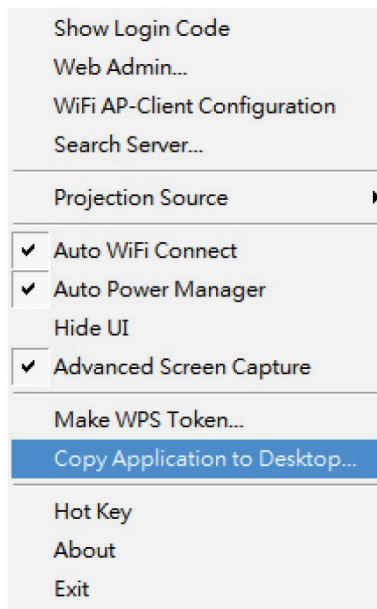 Show Login Code
Web Admin...
WiFi AP-Client Configuration
Search Server...
Projection Source
Auto WiFi Connect
Auto Power Manager
Hide UI
Advanced Screen Capture
Make WPS Token...
Copy Application to Desktop...
Hot Key
About
Exit